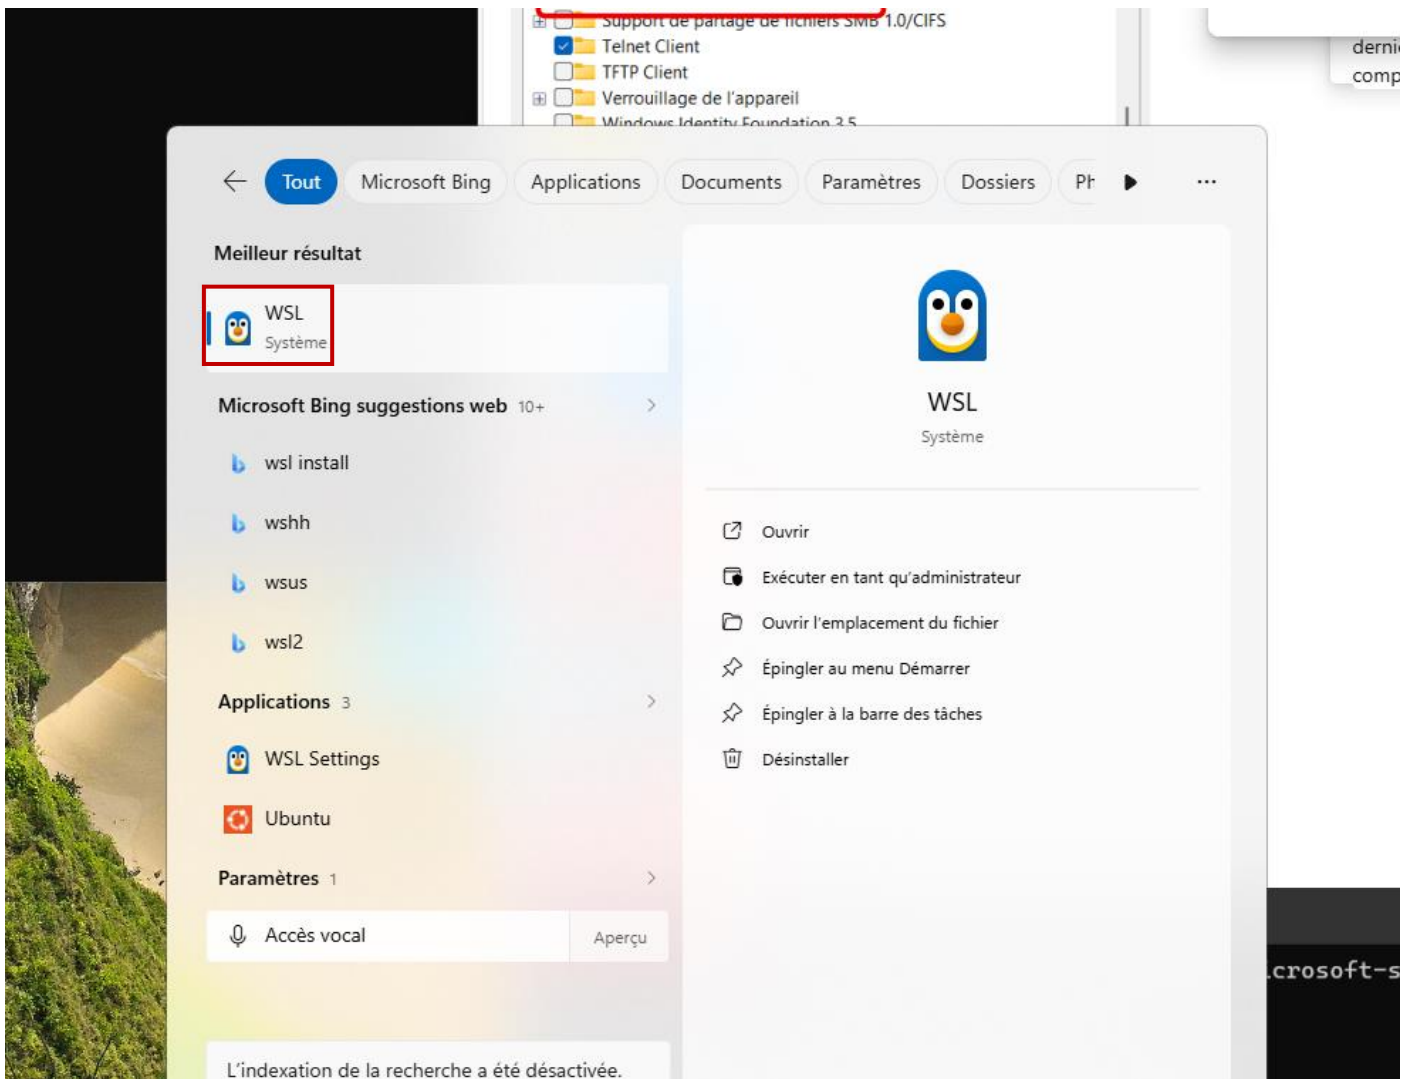 Support de partage de fichiers SMB 1.0/CIFS
Telnet Client
TFTP Client
Verrouillage de l'appareil
Windows Identity Foundation 3.5
derni
comp
Tout
Microsoft Bing
Applications
Documents
Paramètres
Dossiers
Ph
...
Meilleur résultat
WSL
Système
Microsoft Bing suggestions web 10+
wsl install
wshh
wsus
wsl2
Applications 3
WSL Settings
Ubuntu
Paramètres 1
Accès vocal
Aperçu
L'indexation de la recherche a été désactivée.
WSL
Système
Ouvrir
Exécuter en tant qu'administrateur
Ouvrir l'emplacement du fichier
Épingler au menu Démarrer
Épingler à la barre des tâches
Désinstaller
crosoft-s